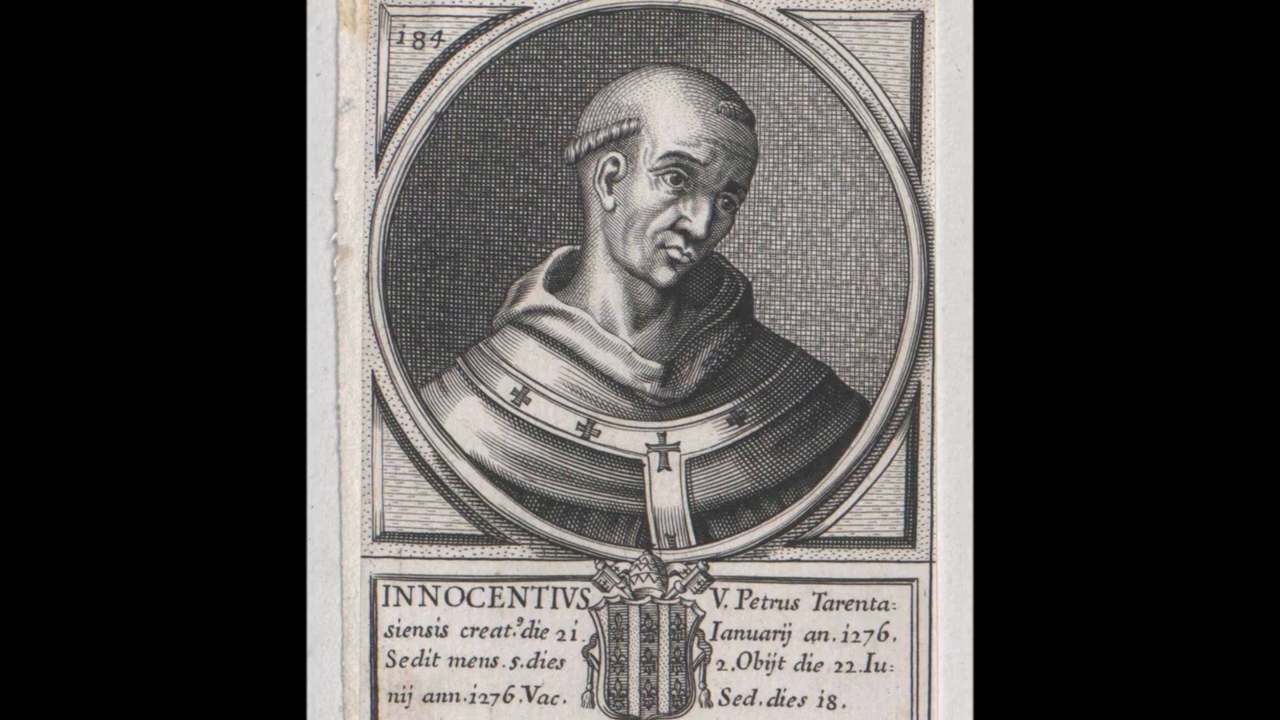 184
INNOCENTIVS V. Petrus Tarenta:
siensis creat.9 die 21. Ianuarij an. 1276.
Sedit mens. 5. dies 2. Obijt die 22. Iu:
nij ann. 1276. Vac. Sed. dies 18.